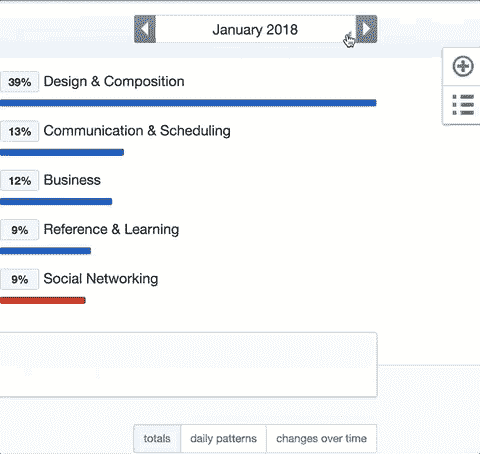 January 2018
39% Design & Composition
13% Communication & Scheduling
12% Business
9% Reference & Learning
9% Social Networking
totals daily patterns changes over time